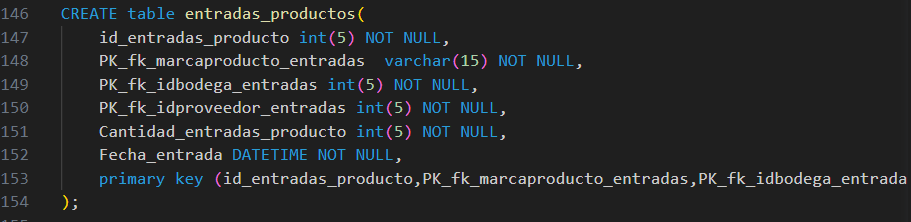 146 CREATE table entradas_productos(
147 id_entradas_producto int(5) NOT NULL,
148 PK_fk_marcaproducto_entradas  varchar(15) NOT NULL,
149 PK_fk_idbodega_entradas int(5) NOT NULL,
150 PK_fk_idproveedor_entradas int(5) NOT NULL,
151 Cantidad_entradas_producto int(5) NOT NULL,
152 Fecha_entrada DATETIME NOT NULL,
153 primary key (id_entradas_producto,PK_fk_marcaproducto_entradas,PK_fk_idbodega_entrada
154 );